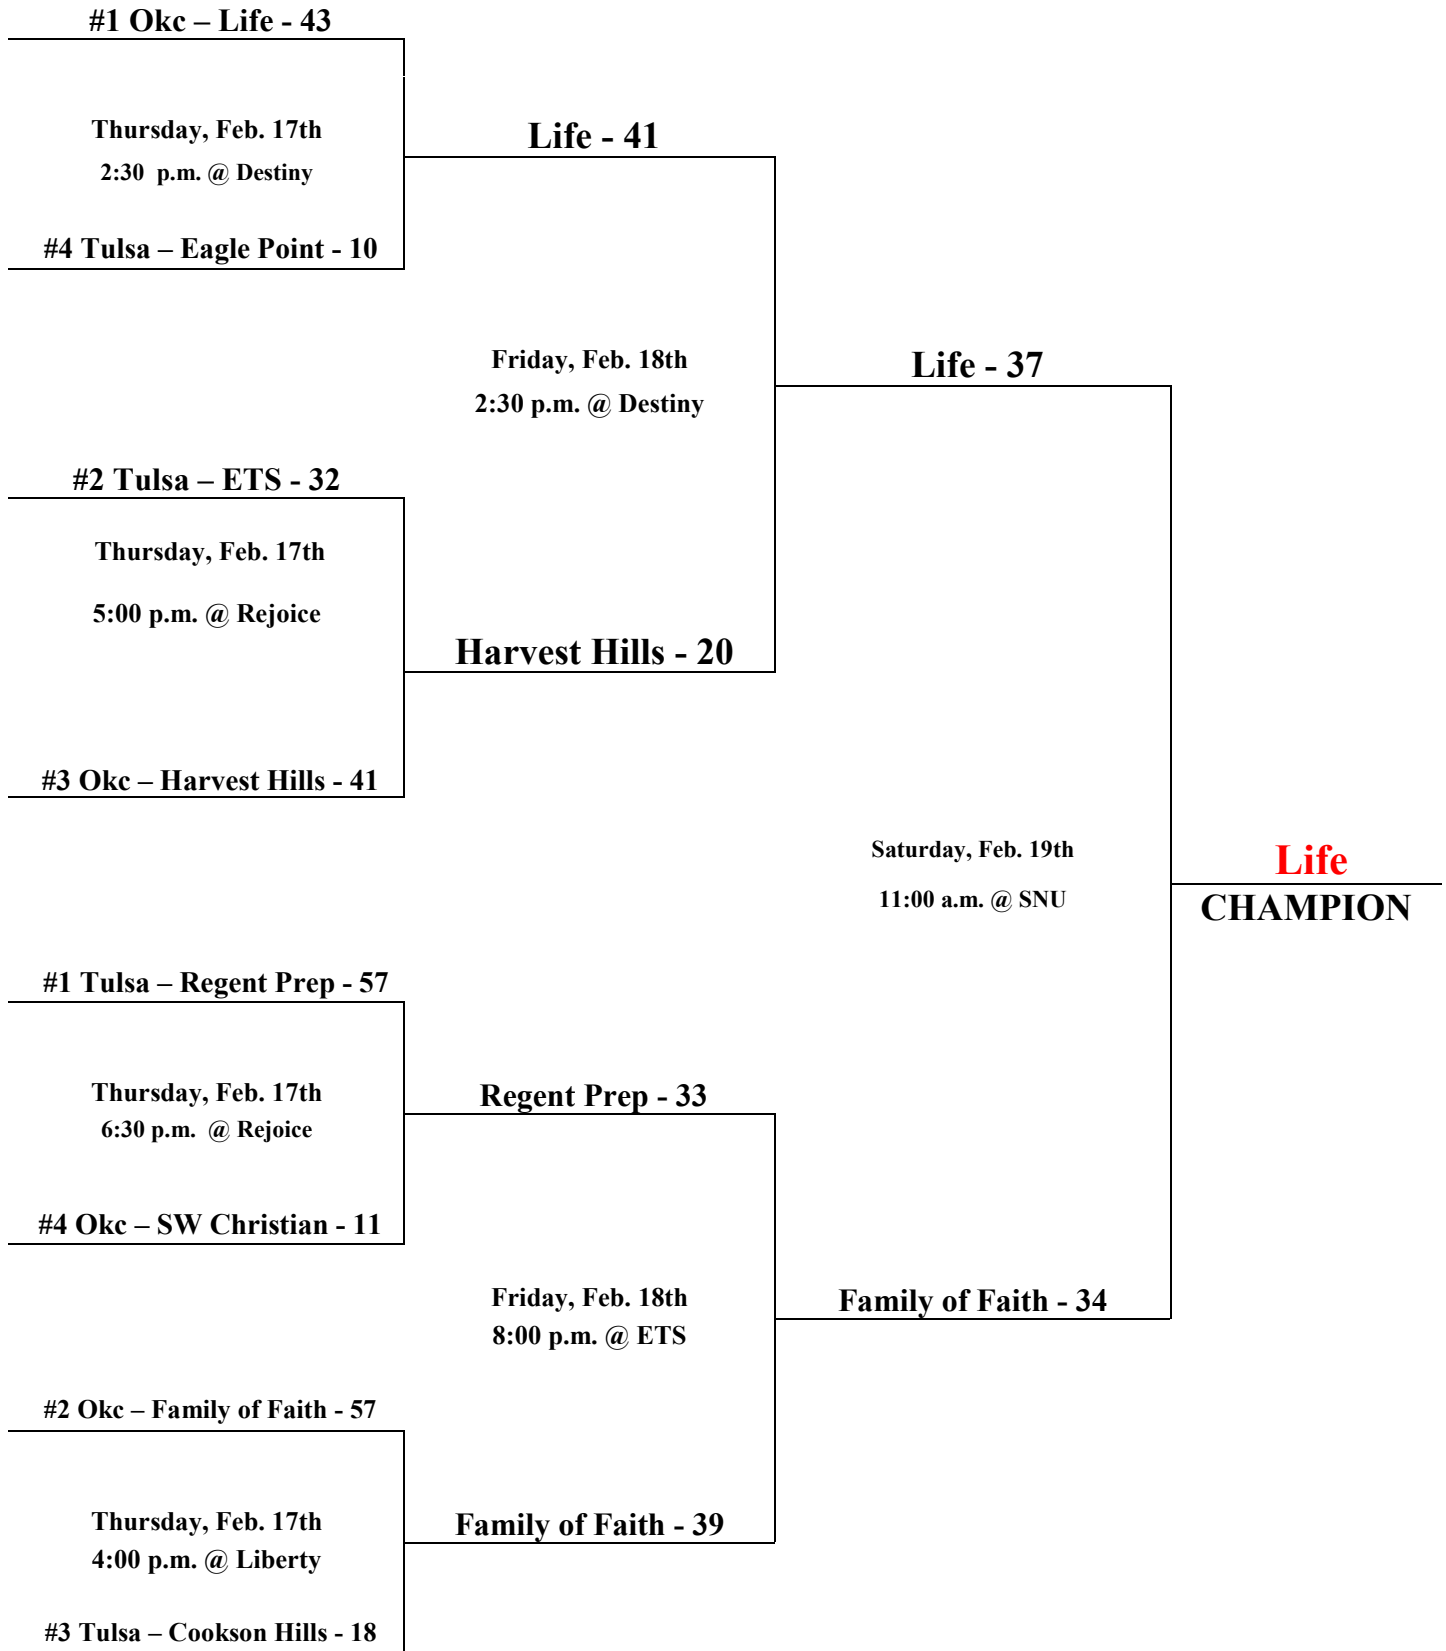 #1 Okc – Life - 43
Thursday, Feb. 17th
2:30 p.m. @ Destiny
#4 Tulsa – Eagle Point - 10
Life - 41
Friday, Feb. 18th
2:30 p.m. @ Destiny
#2 Tulsa – ETS - 32
Thursday, Feb. 17th
5:00 p.m. @ Rejoice
#3 Okc – Harvest Hills - 41
Harvest Hills - 20
Life - 37
Saturday, Feb. 19th
11:00 a.m. @ SNU
Life
CHAMPION
#1 Tulsa – Regent Prep - 57
Thursday, Feb. 17th
6:30 p.m. @ Rejoice
#4 Okc – SW Christian - 11
Regent Prep - 33
Friday, Feb. 18th
8:00 p.m. @ ETS
Family of Faith - 34
#2 Okc – Family of Faith - 57
Thursday, Feb. 17th
4:00 p.m. @ Liberty
#3 Tulsa – Cookson Hills - 18
Family of Faith - 39